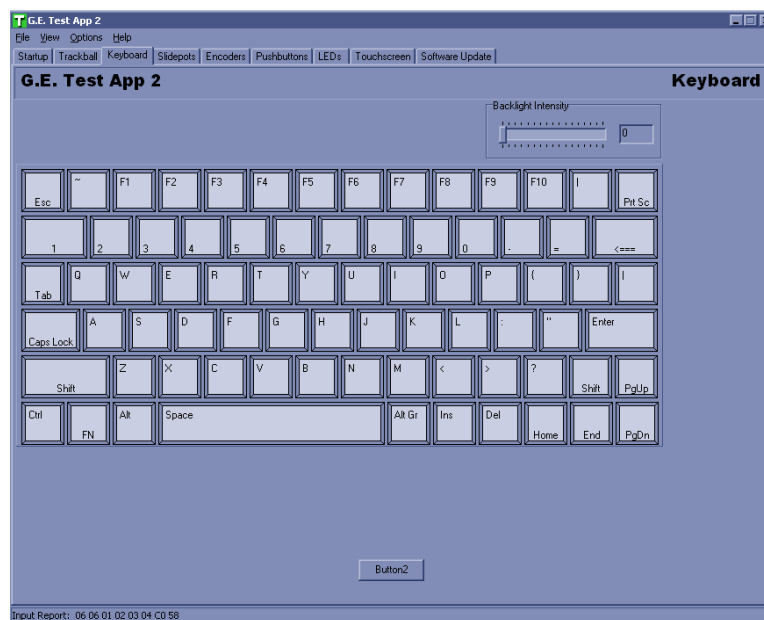 G.E. Test App 2
File View Options Help
Startup Trackball Keyboard Slidepots Encoders Pushbuttons LEDs Touchscreen Software Update
G.E. Test App 2 Keyboard
Backlight Intensity
0
Esc ~ F1 F2 F3 F4 F5 F6 F7 F8 F9 F10 | Prt Sc
1 2 3 4 5 6 7 8 9 0 - = <===
Tab Q W E R T Y U I O P { } |
Caps Lock A S D F G H J K L : " Enter
Shift Z X C V B N M < > ? Shift PgUp
Ctrl FN Alt Space Alt Gr Ins Del Home End PgDn
Button2
Input Report: 06 06 01 02 03 04 C0 58